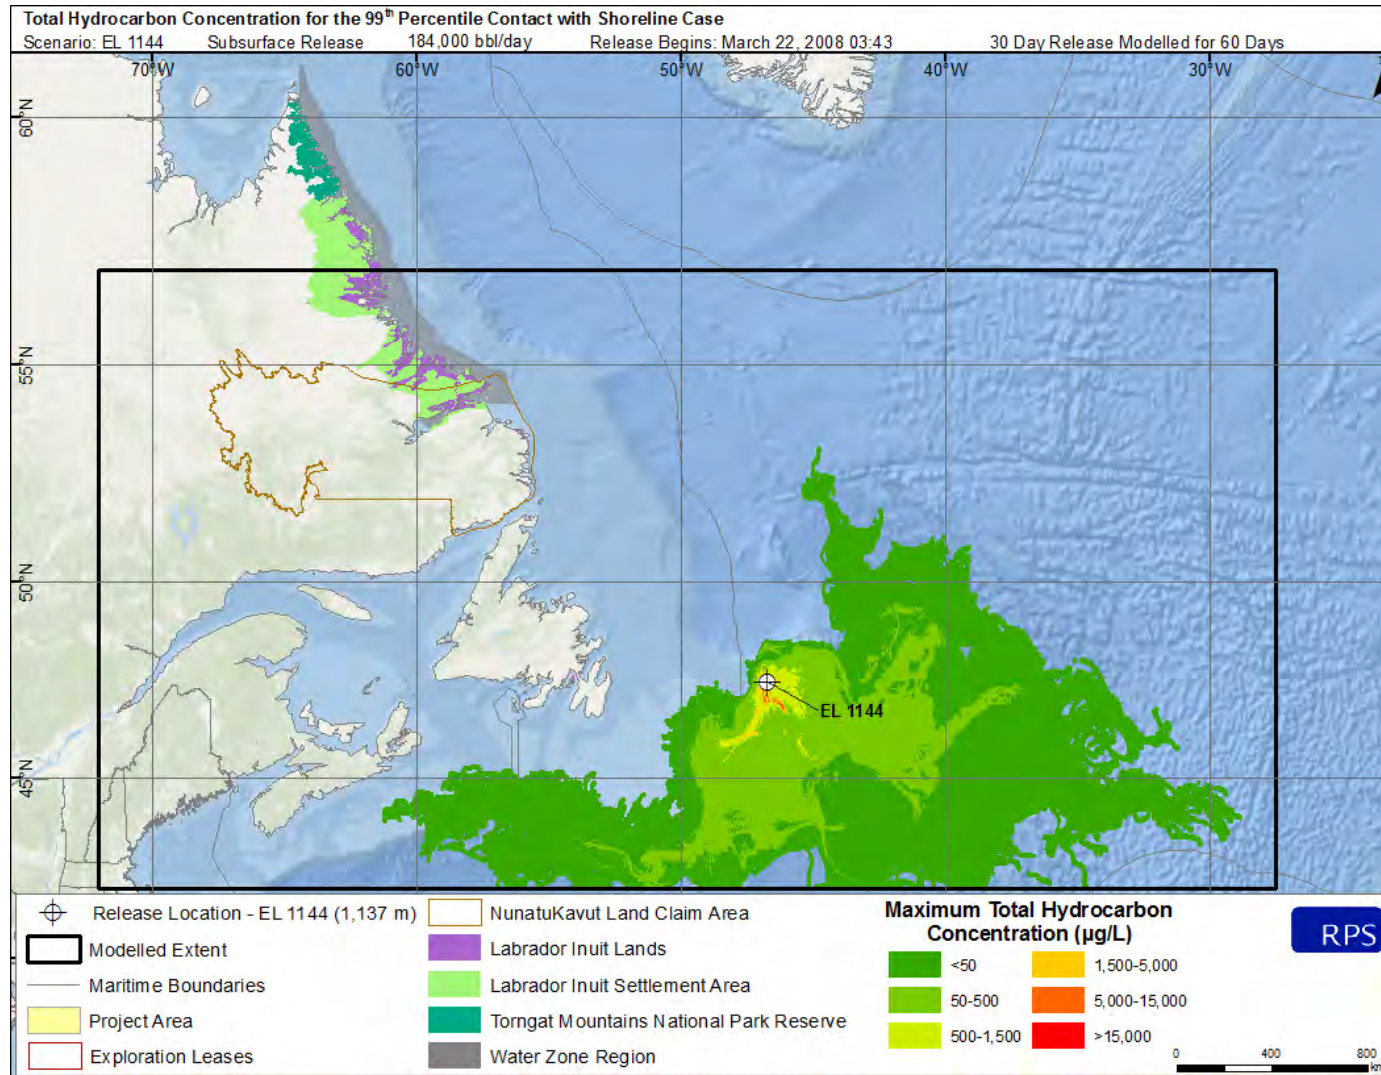 Total Hydrocarbon Concentration for the 99th Percentile Contact with Shoreline Case
Scenario: EL 1144 Subsurface Release 184,000 bbl/day Release Begins: March 22, 2008 03:43 30 Day Release Modelled for 60 Days
70°W 60°W 50°W 40°W 30°W
60°N
55°N
50°N
45°N
EL 1144
Release Location - EL 1144 (1,137 m)
Modelled Extent
Maritime Boundaries
Project Area
Exploration Leases
NunatuKavut Land Claim Area
Labrador Inuit Lands
Labrador Inuit Settlement Area
Torngat Mountains National Park Reserve
Water Zone Region
Maximum Total Hydrocarbon
Concentration (µg/L)
<50
50-500
500-1,500
1,500-5,000
5,000-15,000
>15,000
RPS
0 400 800
km